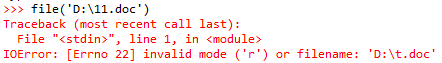 >>> file('D:\11.doc')
Traceback (most recent call last):
  File "<stdin>", line 1, in <module>
IOError: [Errno 22] invalid mode ('r') or filename: 'D:\t.doc'